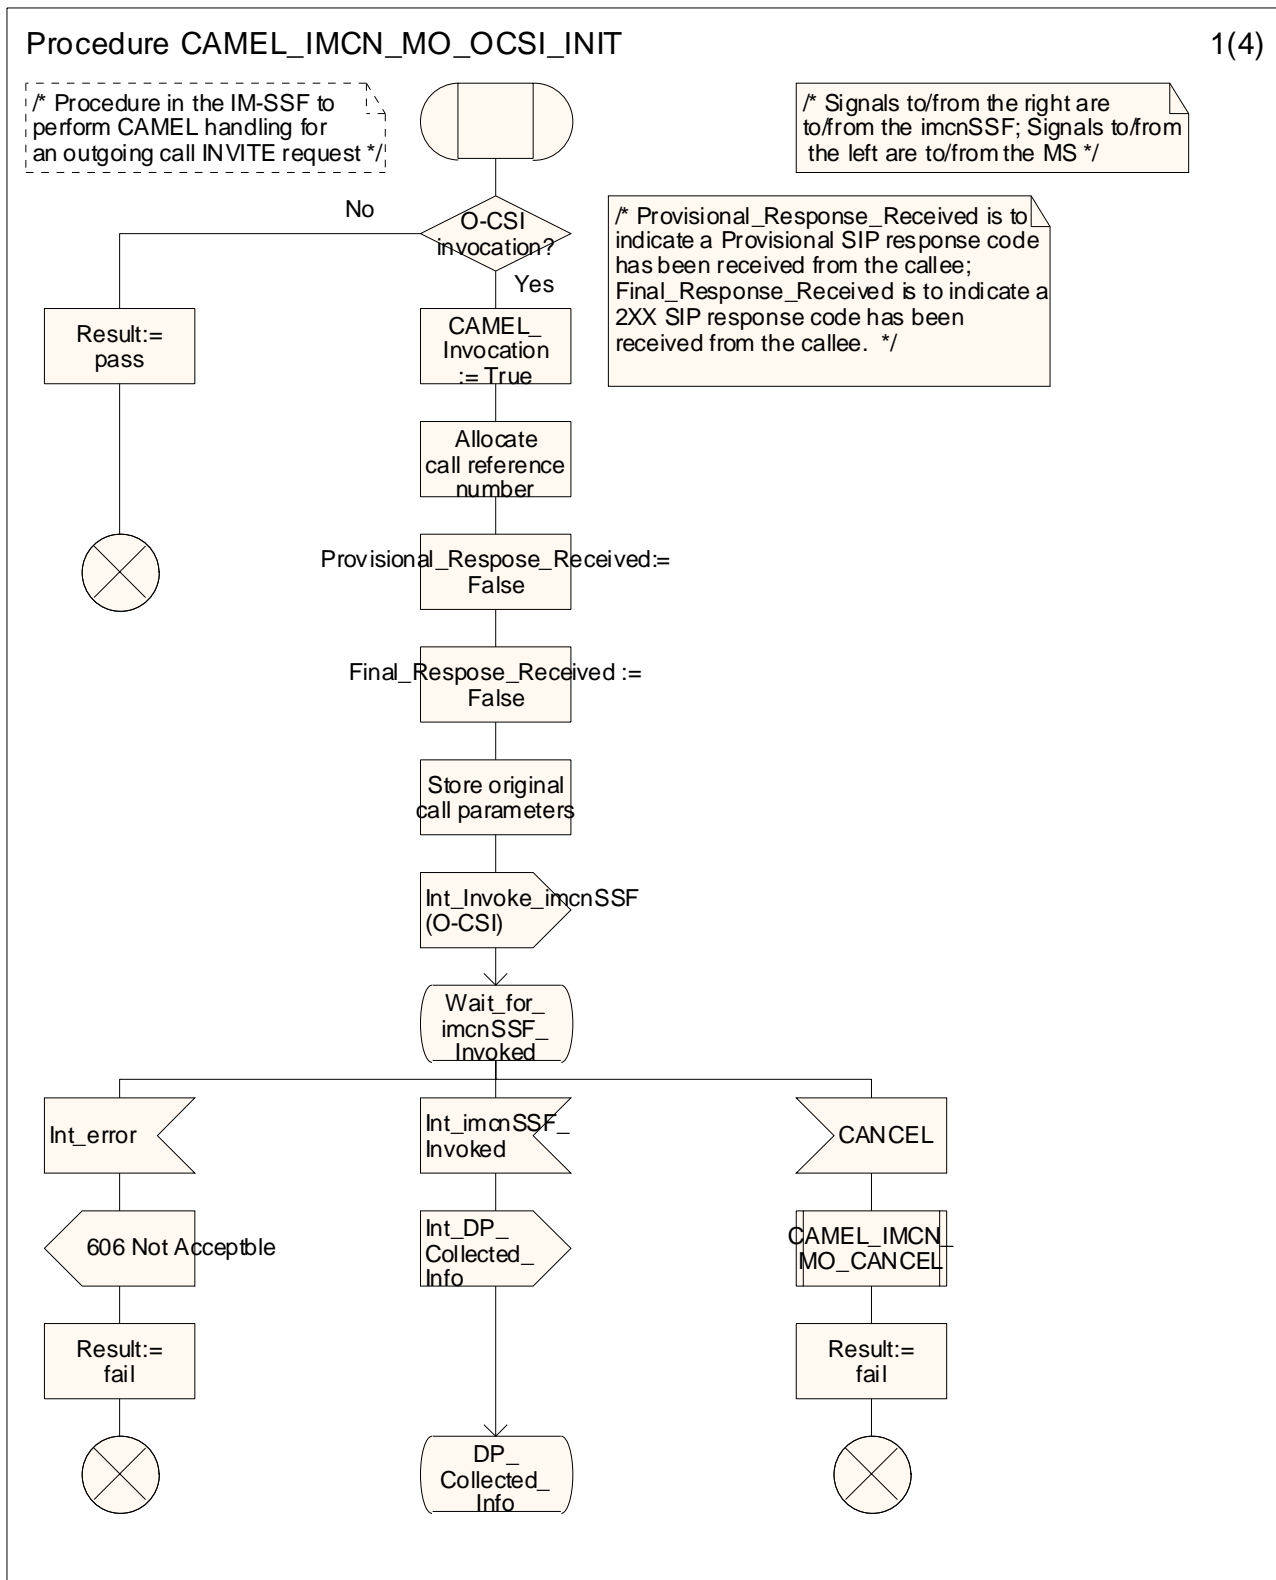 Procedure CAMEL_IMCN_MO_OCSI_INIT
1(4)
/* Procedure in the IM-SSF to
perform CAMEL handling for
an outgoing call INVITE request */
/* Signals to/from the right are
to/from the imcnSSF; Signals to/from
the left are to/from the MS */
No
O-CSI
invocation?
Yes
/* Provisional_Response_Received is to
indicate a Provisional SIP response code
has been received from the callee;
Final_Response_Received is to indicate a
2XX SIP response code has been
received from the callee. */
Result:=
pass
CAMEL_
Invocation
:= True
Allocate
call reference
number
Provisional_Respose_Received:=
False
Final_Respose_Received :=
False
Store original
call parameters
Int_Invoke_imcnSSF
(O-CSI)
Wait_for_
imcnSSF_
Invoked
Int_error
Int_imcnSSF_
Invoked
CANCEL
606 Not Acceptble
Int_DP_
Collected_
Info
CAMEL_IMCN_
MO_CANCEL
Result:=
fail
Result:=
fail
DP_
Collected_
Info